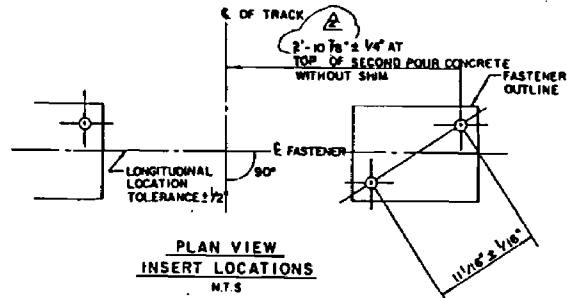 ℄ OF TRACK
2
2'-10 7/8" ± 1/4" AT
TOP OF SECOND POUR CONCRETE
WITHOUT SHIM
FASTENER
OUTLINE
℄ FASTENER
LONGITUDINAL
LOCATION
TOLERANCE ± 1/2"
90°
11 1/16" ± 1/16"
PLAN VIEW
INSERT LOCATIONS
N.T.S